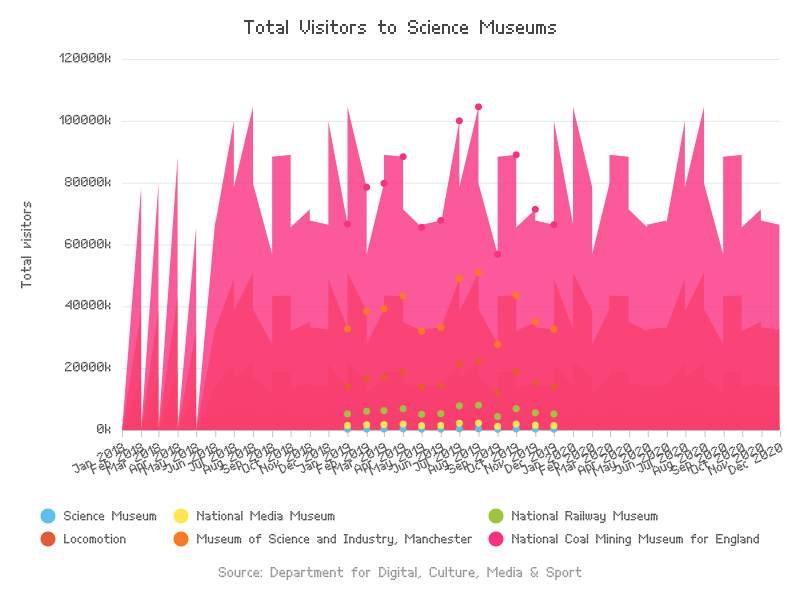 Total Visitors to Science Museums
Total visitors
120000k
100000k
80000k
60000k
40000k
20000k
0k
Jan 2018
Feb 2018
Mar 2018
Apr 2018
May 2018
Jun 2018
Jul 2018
Aug 2018
Sep 2018
Oct 2018
Nov 2018
Dec 2018
Jan 2019
Feb 2019
Mar 2019
Apr 2019
May 2019
Jun 2019
Jul 2019
Aug 2019
Sep 2019
Oct 2019
Nov 2019
Dec 2019
Jan 2020
Feb 2020
Mar 2020
Apr 2020
May 2020
Jun 2020
Jul 2020
Aug 2020
Sep 2020
Oct 2020
Nov 2020
Dec 2020
Science Museum National Media Museum National Railway Museum
Locomotion Museum of Science and Industry, Manchester National Coal Mining Museum for England
Source: Department for Digital, Culture, Media & Sport